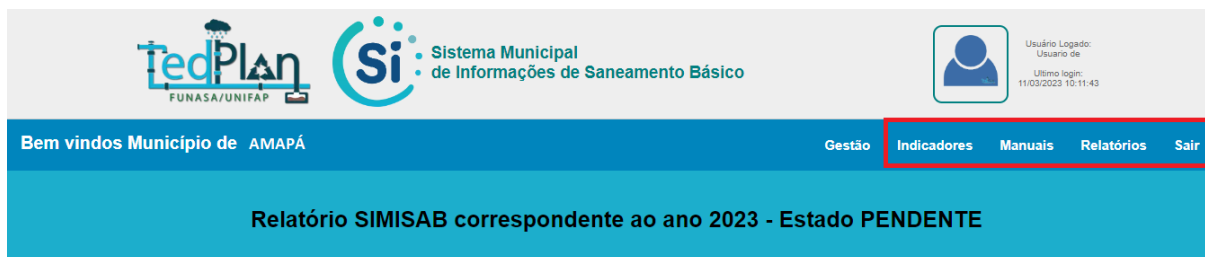 TedPlan
FUNASA/UNIFAP
Si
Sistema Municipal
de Informações de Saneamento Básico
Usuário Logado:
Usuario de
Ultimo login:
11/03/2023 10:11:43
Bem vindos Município de AMAPÁ
Gestão Indicadores Manuais Relatórios Sair
Relatório SIMISAB correspondente ao ano 2023 - Estado PENDENTE